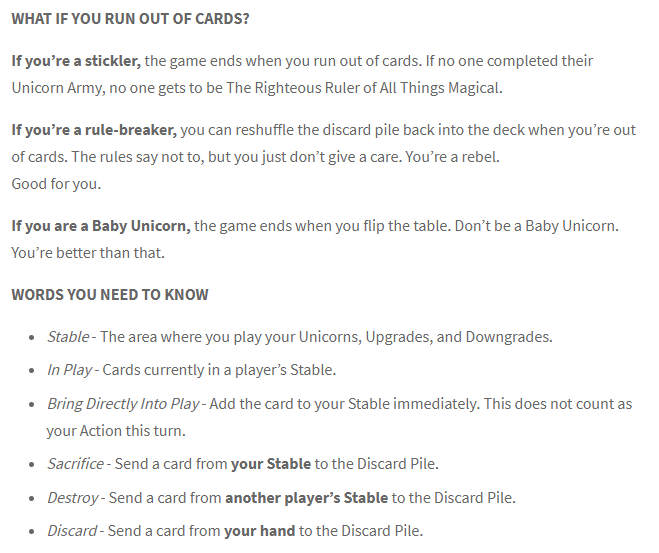 WHAT IF YOU RUN OUT OF CARDS?
If you’re a stickler, the game ends when you run out of cards. If no one completed their
Unicorn Army, no one gets to be The Righteous Ruler of All Things Magical.
If you’re a rule-breaker, you can reshuffle the discard pile back into the deck when you’re out
of cards. The rules say not to, but you just don’t give a care. You’re a rebel.
Good for you.
If you are a Baby Unicorn, the game ends when you flip the table. Don’t be a Baby Unicorn.
You’re better than that.
WORDS YOU NEED TO KNOW
• Stable - The area where you play your Unicorns, Upgrades, and Downgrades.
• In Play - Cards currently in a player’s Stable.
• Bring Directly Into Play - Add the card to your Stable immediately. This does not count as
your Action this turn.
• Sacrifice - Send a card from your Stable to the Discard Pile.
• Destroy - Send a card from another player’s Stable to the Discard Pile.
• Discard - Send a card from your hand to the Discard Pile.